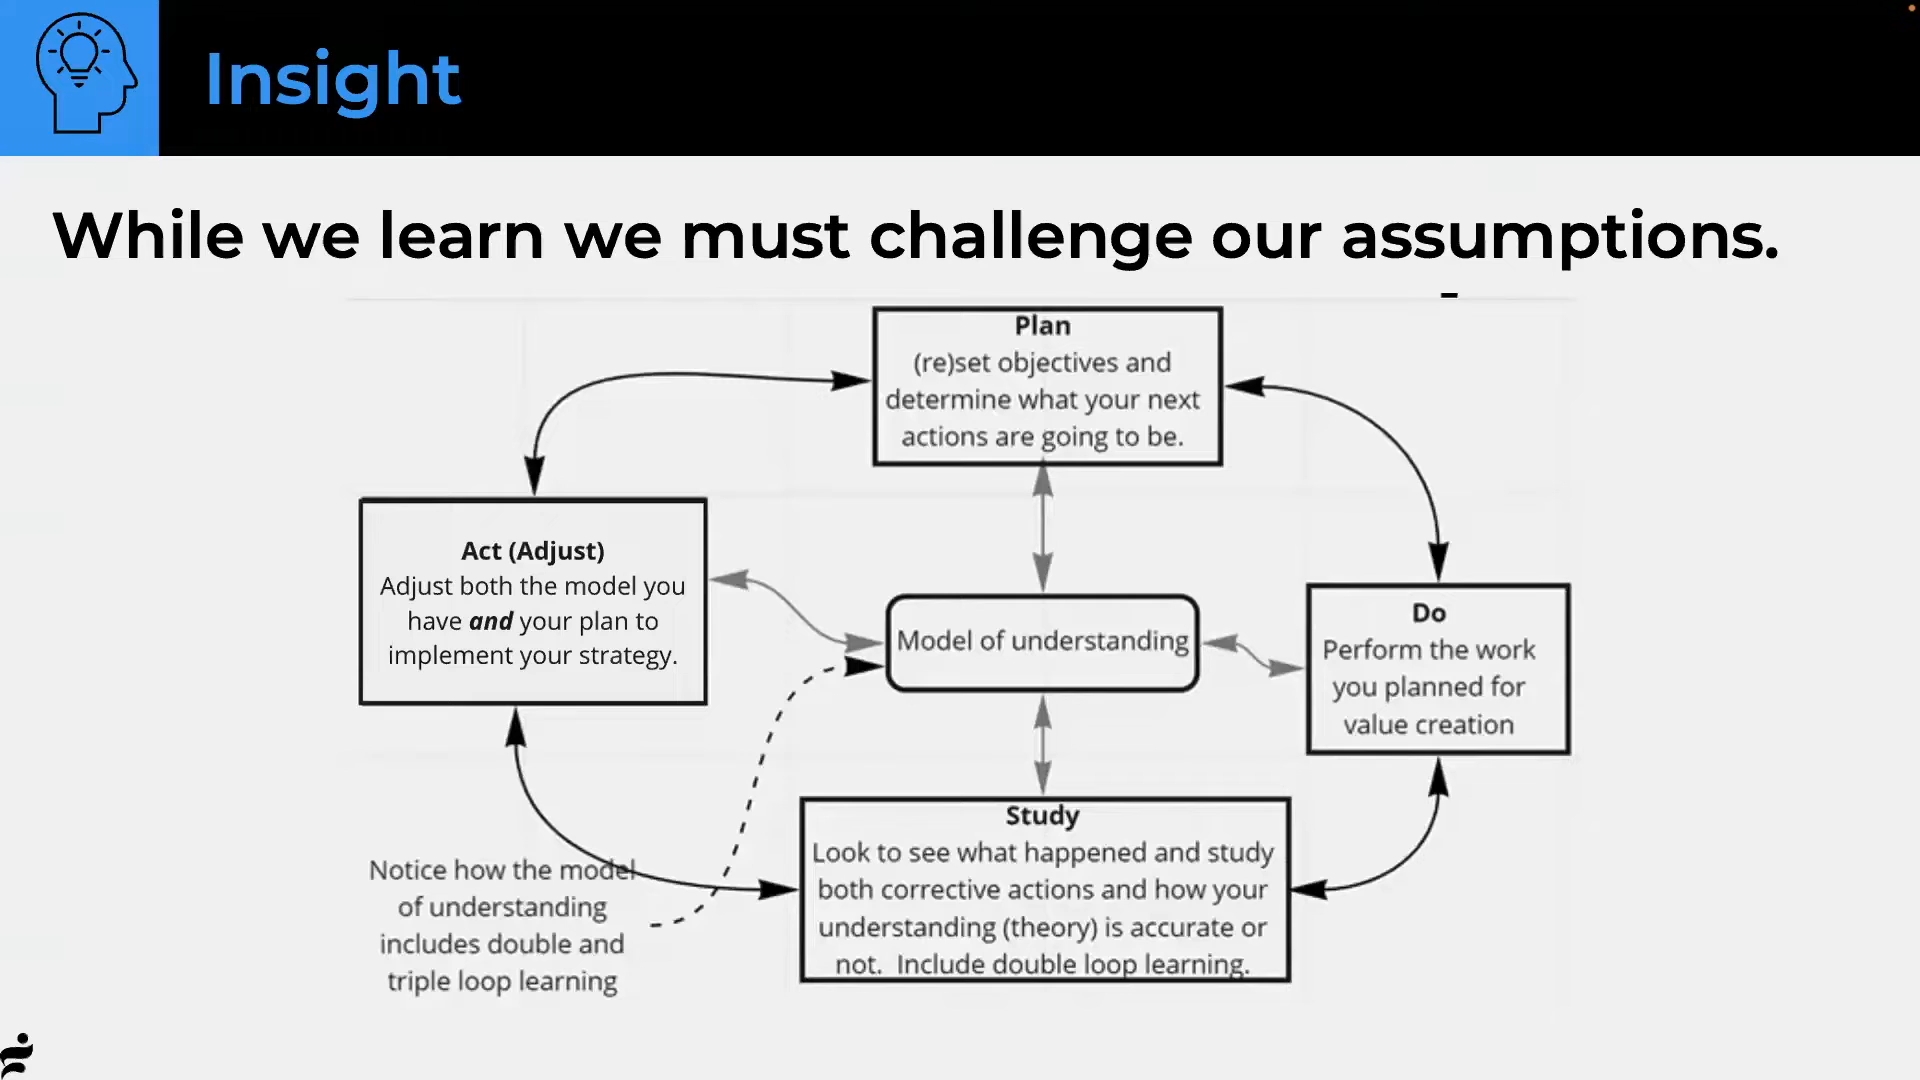 Insight
While we learn we must challenge our assumptions.
Plan
(re)set objectives and
determine what your next
actions are going to be.
Act (Adjust)
Adjust both the model you
have and your plan to
implement your strategy.
Model of understanding
Do
Perform the work
you planned for
value creation
Study
Look to see what happened and study
both corrective actions and how your
understanding (theory) is accurate or
not. Include double loop learning.
Notice how the model
of understanding
includes double and
triple loop learning